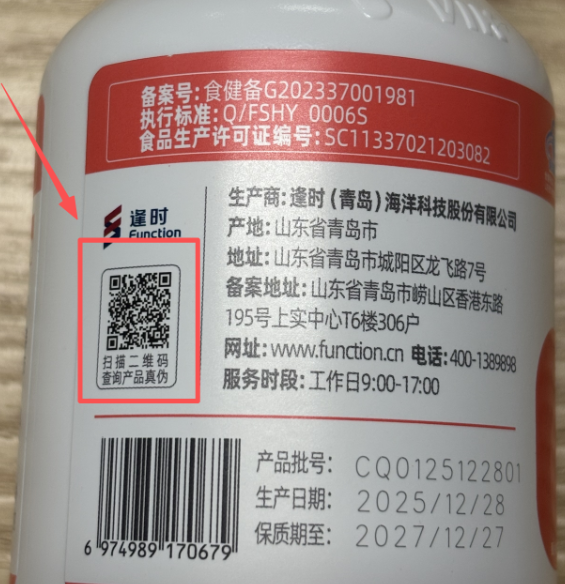 备案号:食健备G202337001981
执行标准:Q/FSHY 0006S
食品生产许可证编号:SC11337021203082
逢时
Function
扫描二维码
查询产品真伪
生产商:逢时(青岛)海洋科技股份有限公司
产地:山东省青岛市
地址:山东省青岛市城阳区龙飞路7号
备案地址:山东省青岛市崂山区香港东路
195号上实中心T6楼306户
网址:www.function.cn 电话:400-1389898
服务时段:工作日9:00-17:00
6 974989 170679
产品批号: CQ0125122801
生产日期: 2025/12/28
保质期至: 2027/12/27